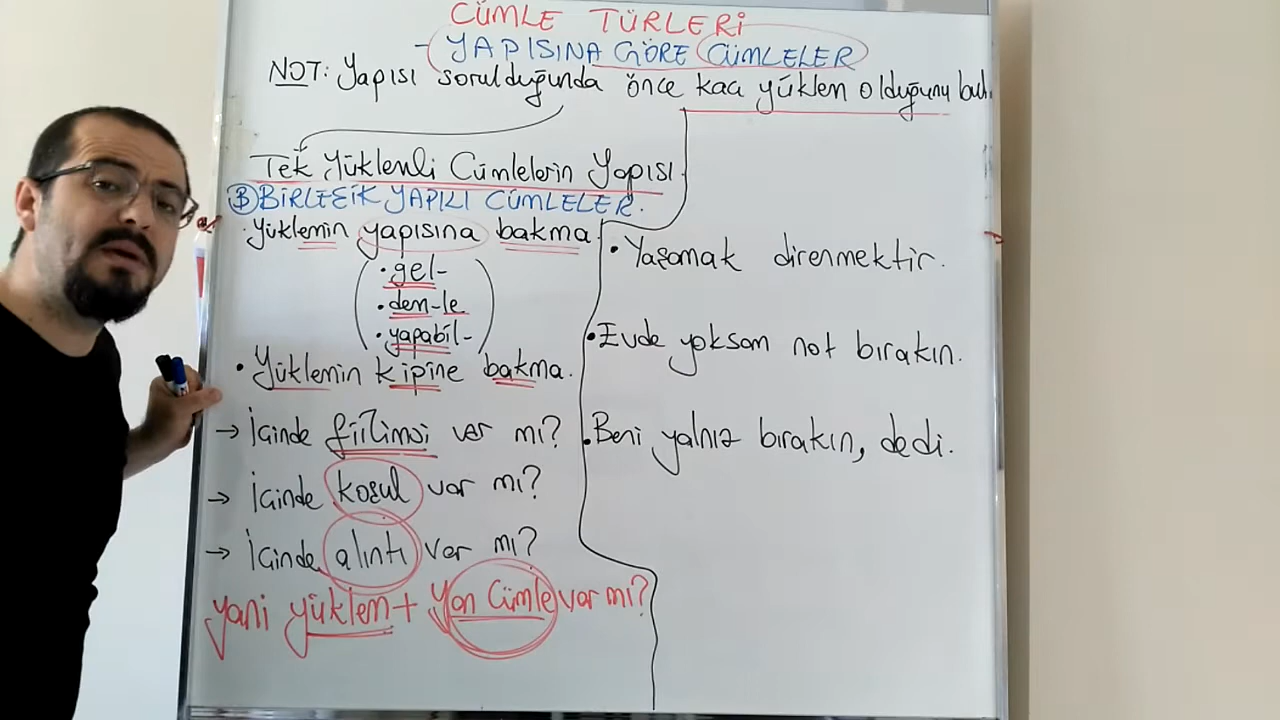 CÜMLE TÜRLERİ
- YAPISINA GÖRE CÜMLELER
NOT: Yapısı sorulduğunda önce kaç yüklem olduğunu bul.
Tek Yüklemli Cümlelerin Yapısı
B BİRLEŞİK YAPILI CÜMLELER.
· Yüklemin yapısına bakma
· gel-
· den-le
· yapabil-
• Yüklemin kipine bakma.
→ İçinde fiilimsi var mı?
→ İçinde koşul var mı?
→ İçinde alıntı var mı?
yani yüklem + Yan Cümle var mı?
• Yaşamak direnmektir.
• Evde yoksam not bırakın.
• Beni yalnız bırakın, dedi.